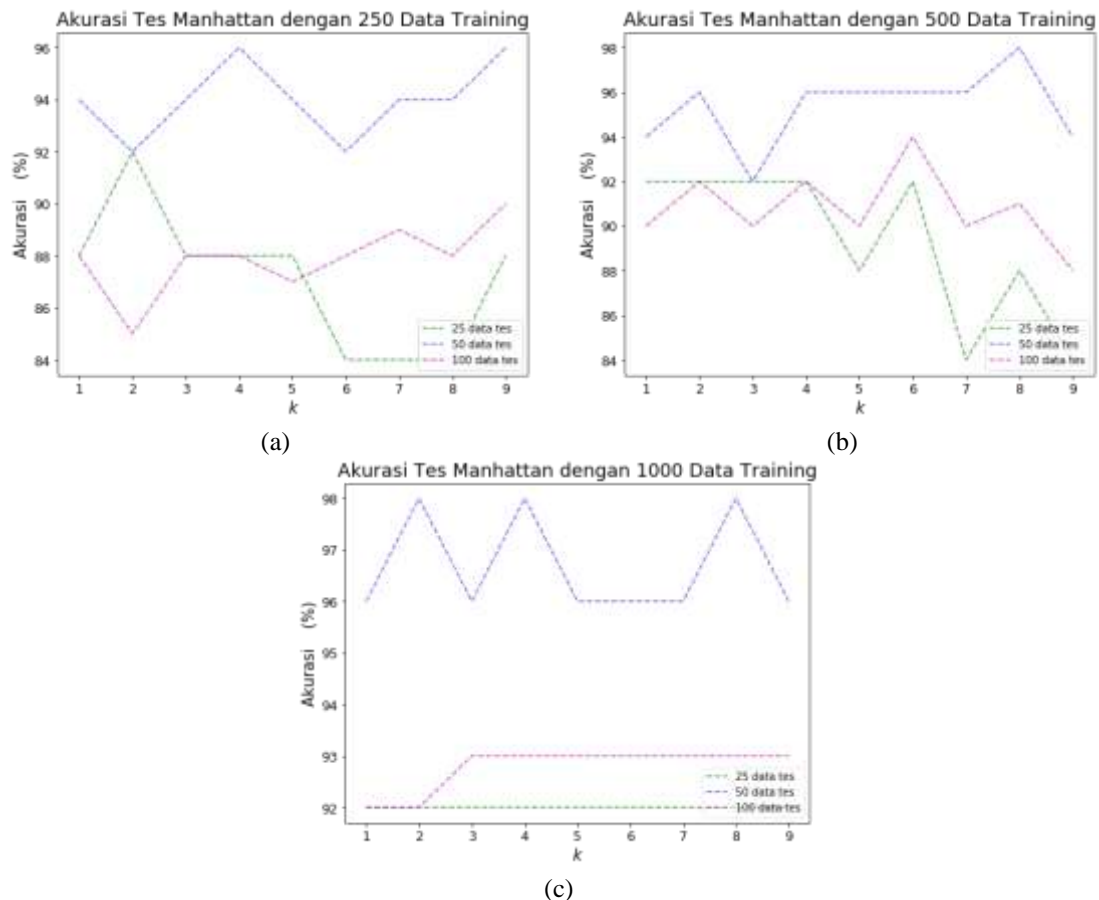 Akurasi Tes Manhattan dengan 250 Data Training
96
94
92
90
88
86
84
Akurasi (%)
1 2 3 4 5 6 7 8 9
k
25 data tes
50 data tes
100 data tes
(a)
Akurasi Tes Manhattan dengan 500 Data Training
98
96
94
92
90
88
86
84
Akurasi (%)
1 2 3 4 5 6 7 8 9
k
25 data tes
50 data tes
100 data tes
(b)
Akurasi Tes Manhattan dengan 1000 Data Training
98
97
96
95
94
93
92
Akurasi (%)
1 2 3 4 5 6 7 8 9
k
25 data tes
50 data tes
100 data tes
(c)